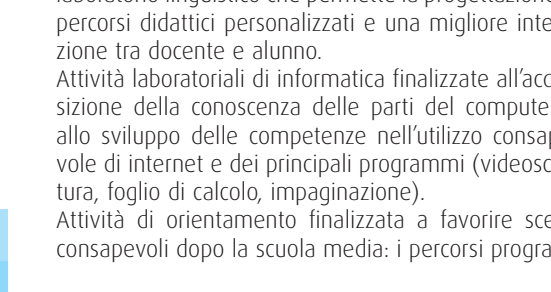 laboratorio linguistico che permette la progettazione
percorsi didattici personalizzati e una migliore inte
zione tra docente e alunno.
Attività laboratoriali di informatica finalizzate all’acc
sizione della conoscenza delle parti del compute
allo sviluppo delle competenze nell’utilizzo consap
vole di internet e dei principali programmi (videosc
tura, foglio di calcolo, impaginazione).
Attività di orientamento finalizzata a favorire sce
consapevoli dopo la scuola media: i percorsi progra